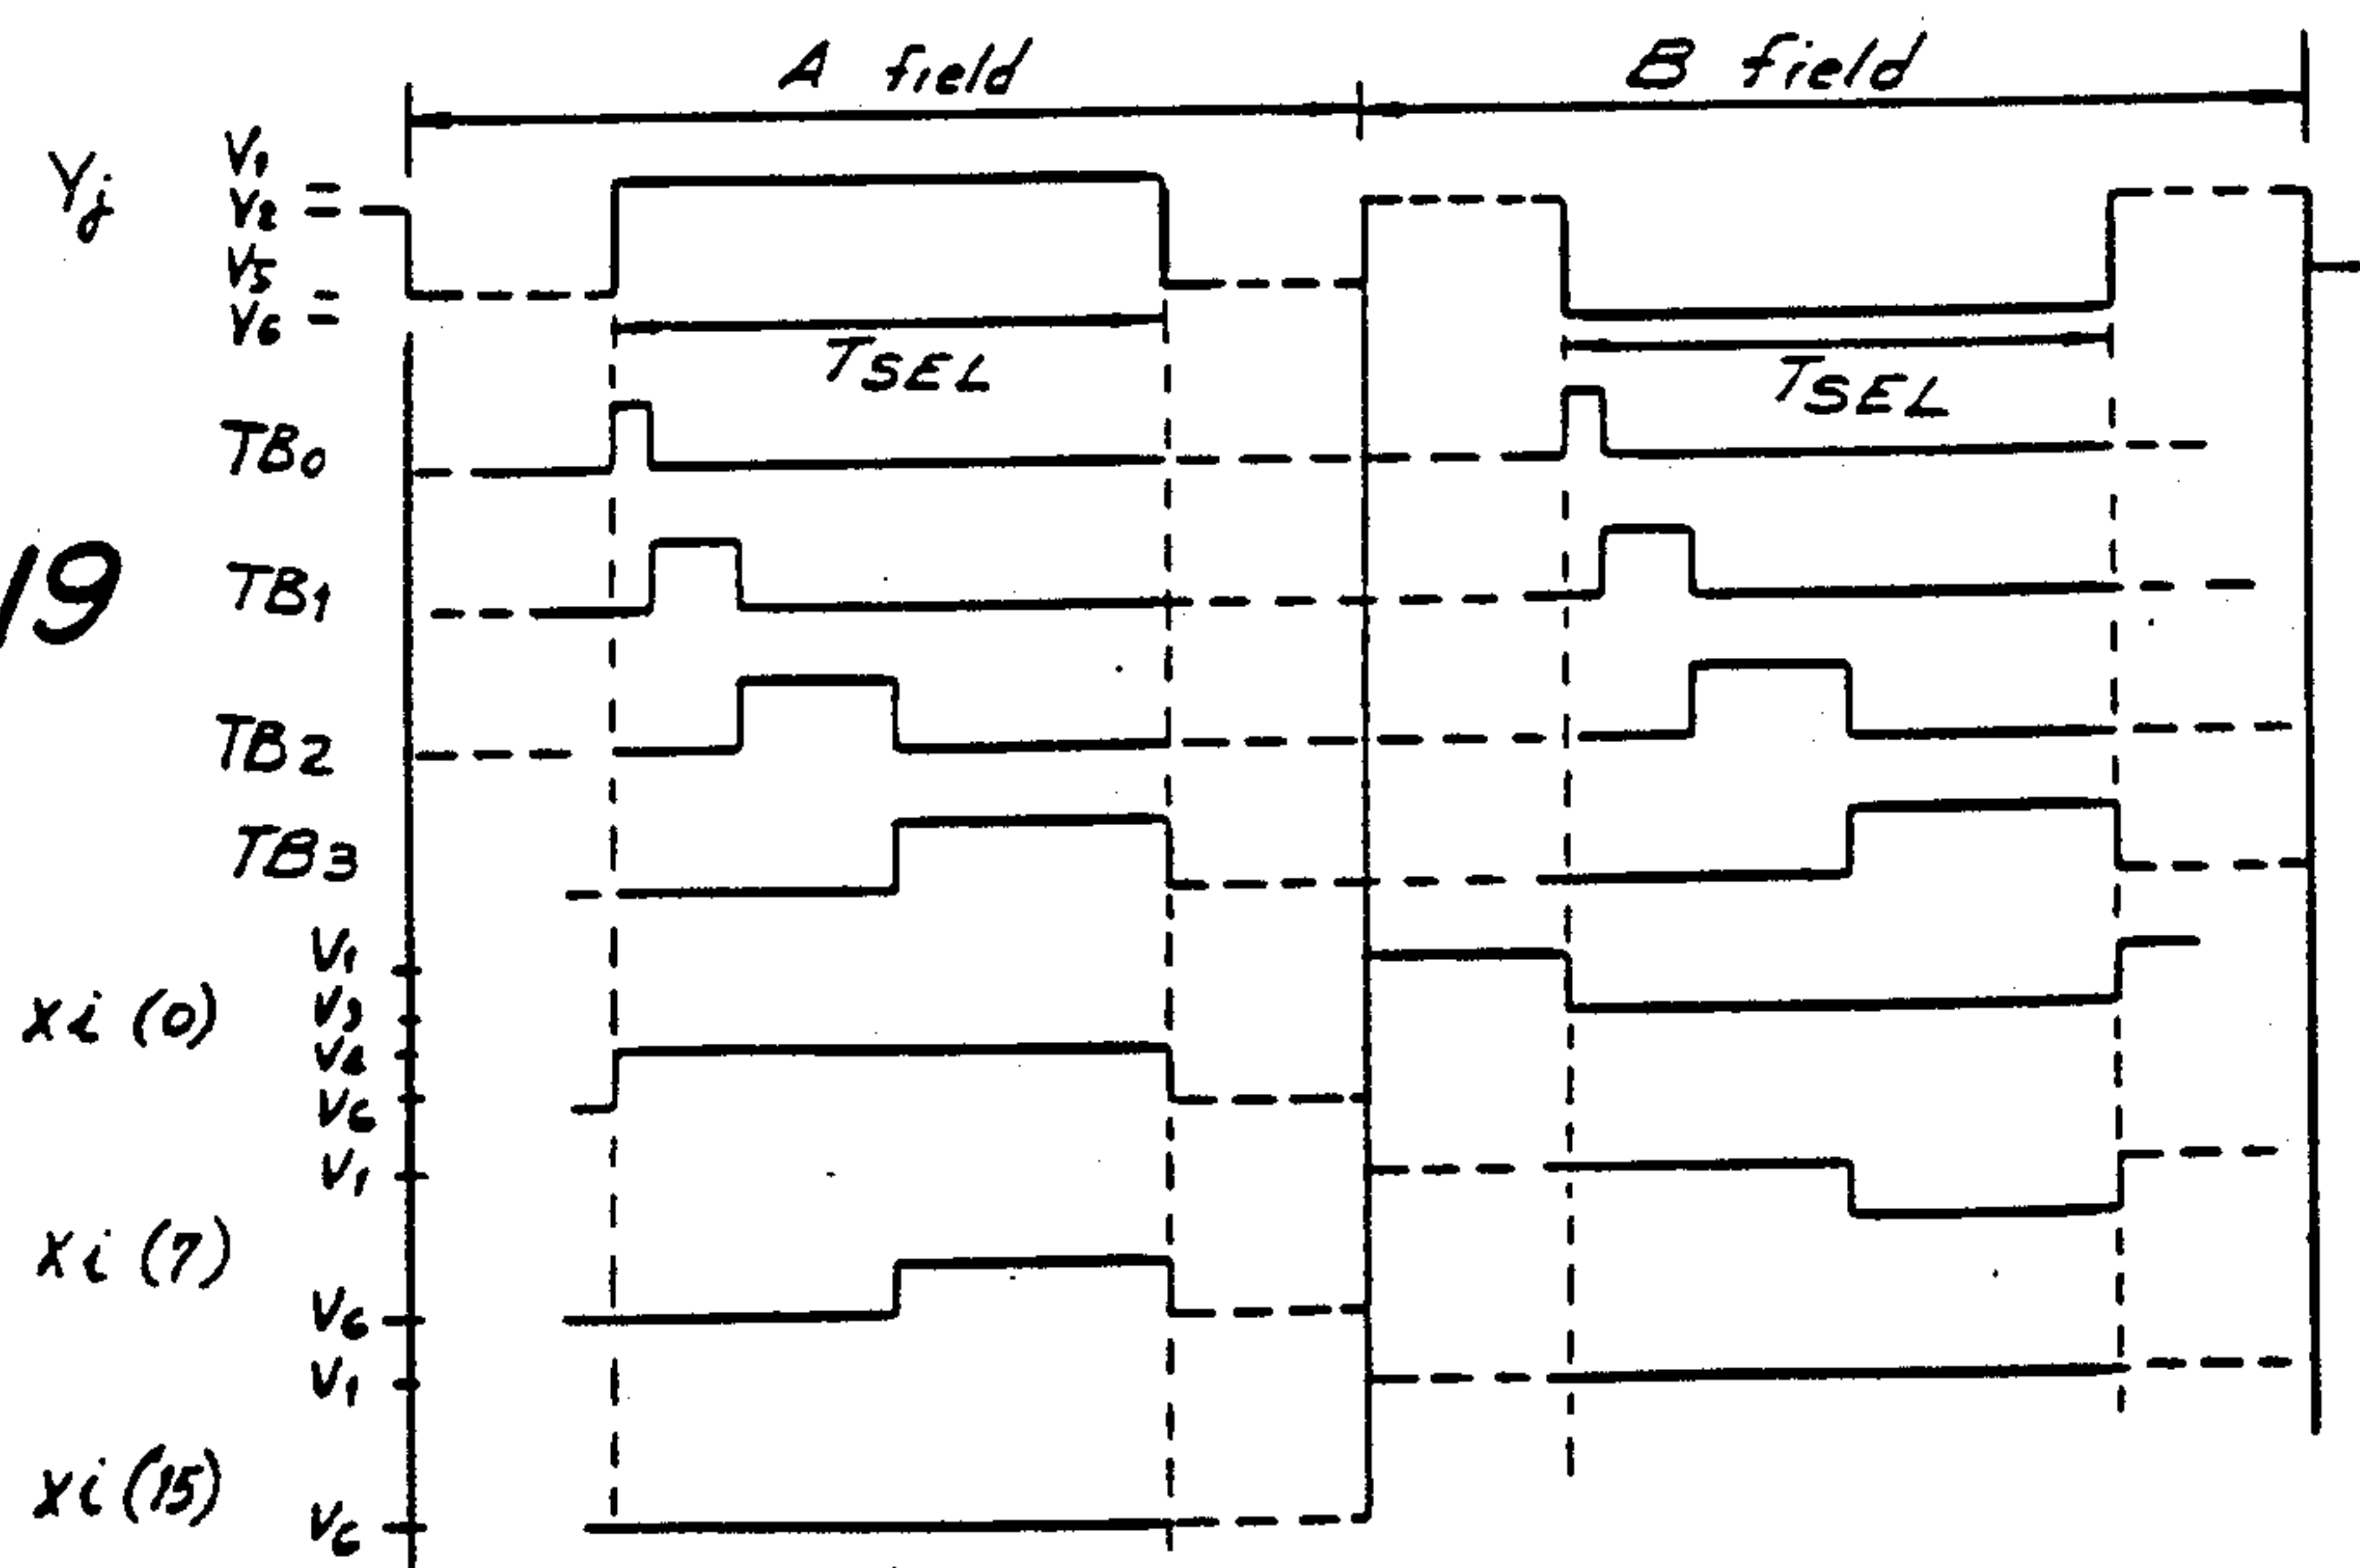 A field
B field
Yj
V1
V2
V5
V6
TSEL
TSEL
TB0
TB1
19
TB2
TB3
V1
V3
V4
V6
Xi (0)
V1
Xi (7)
V6
V1
Xi (15)
V6